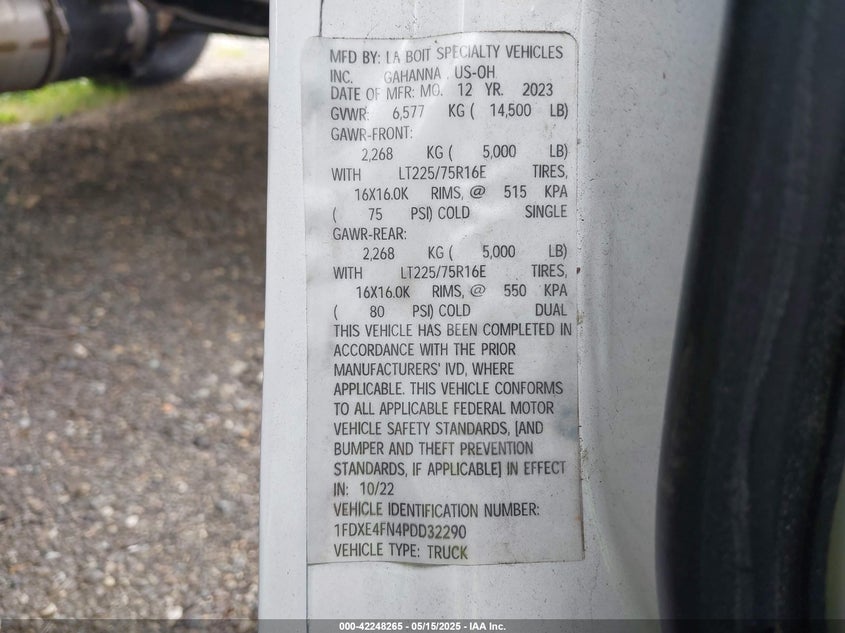 MFD BY: LA BOIT SPECIALTY VEHICLES
INC. GAHANNA , US-OH
DATE OF MFR: MO. 12 YR. 2023
GVWR: 6,577 KG ( 14,500 LB)
GAWR-FRONT:
2,268 KG ( 5,000 LB)
WITH LT225/75R16E TIRES,
16X16.0K RIMS, @ 515 KPA
( 75 PSI) COLD SINGLE
GAWR-REAR:
2,268 KG ( 5,000 LB)
WITH LT225/75R16E TIRES,
16X16.0K RIMS, @ 550 KPA
( 80 PSI) COLD DUAL
THIS VEHICLE HAS BEEN COMPLETED IN
ACCORDANCE WITH THE PRIOR
MANUFACTURERS' IVD, WHERE
APPLICABLE. THIS VEHICLE CONFORMS
TO ALL APPLICABLE FEDERAL MOTOR
VEHICLE SAFETY STANDARDS, [AND
BUMPER AND THEFT PREVENTION
STANDARDS, IF APPLICABLE] IN EFFECT
IN: 10/22
VEHICLE IDENTIFICATION NUMBER:
1FDXE4FN4PDD32290
VEHICLE TYPE: TRUCK
000-42248265 - 05/15/2025 - IAA Inc.